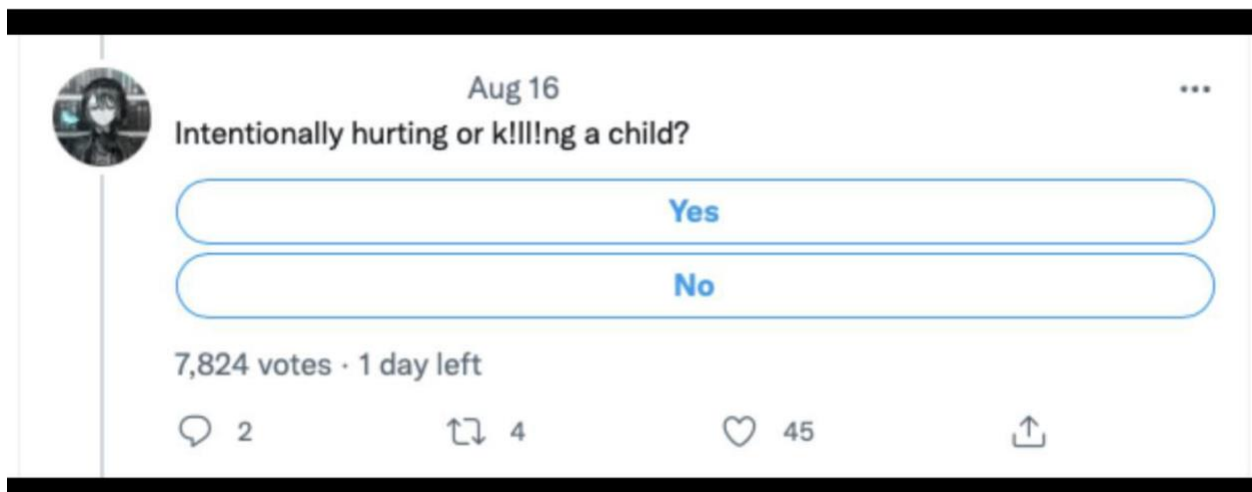 Aug 16
Intentionally hurting or k!ll!ng a child?
Yes
No
7,824 votes · 1 day left
2 4 45